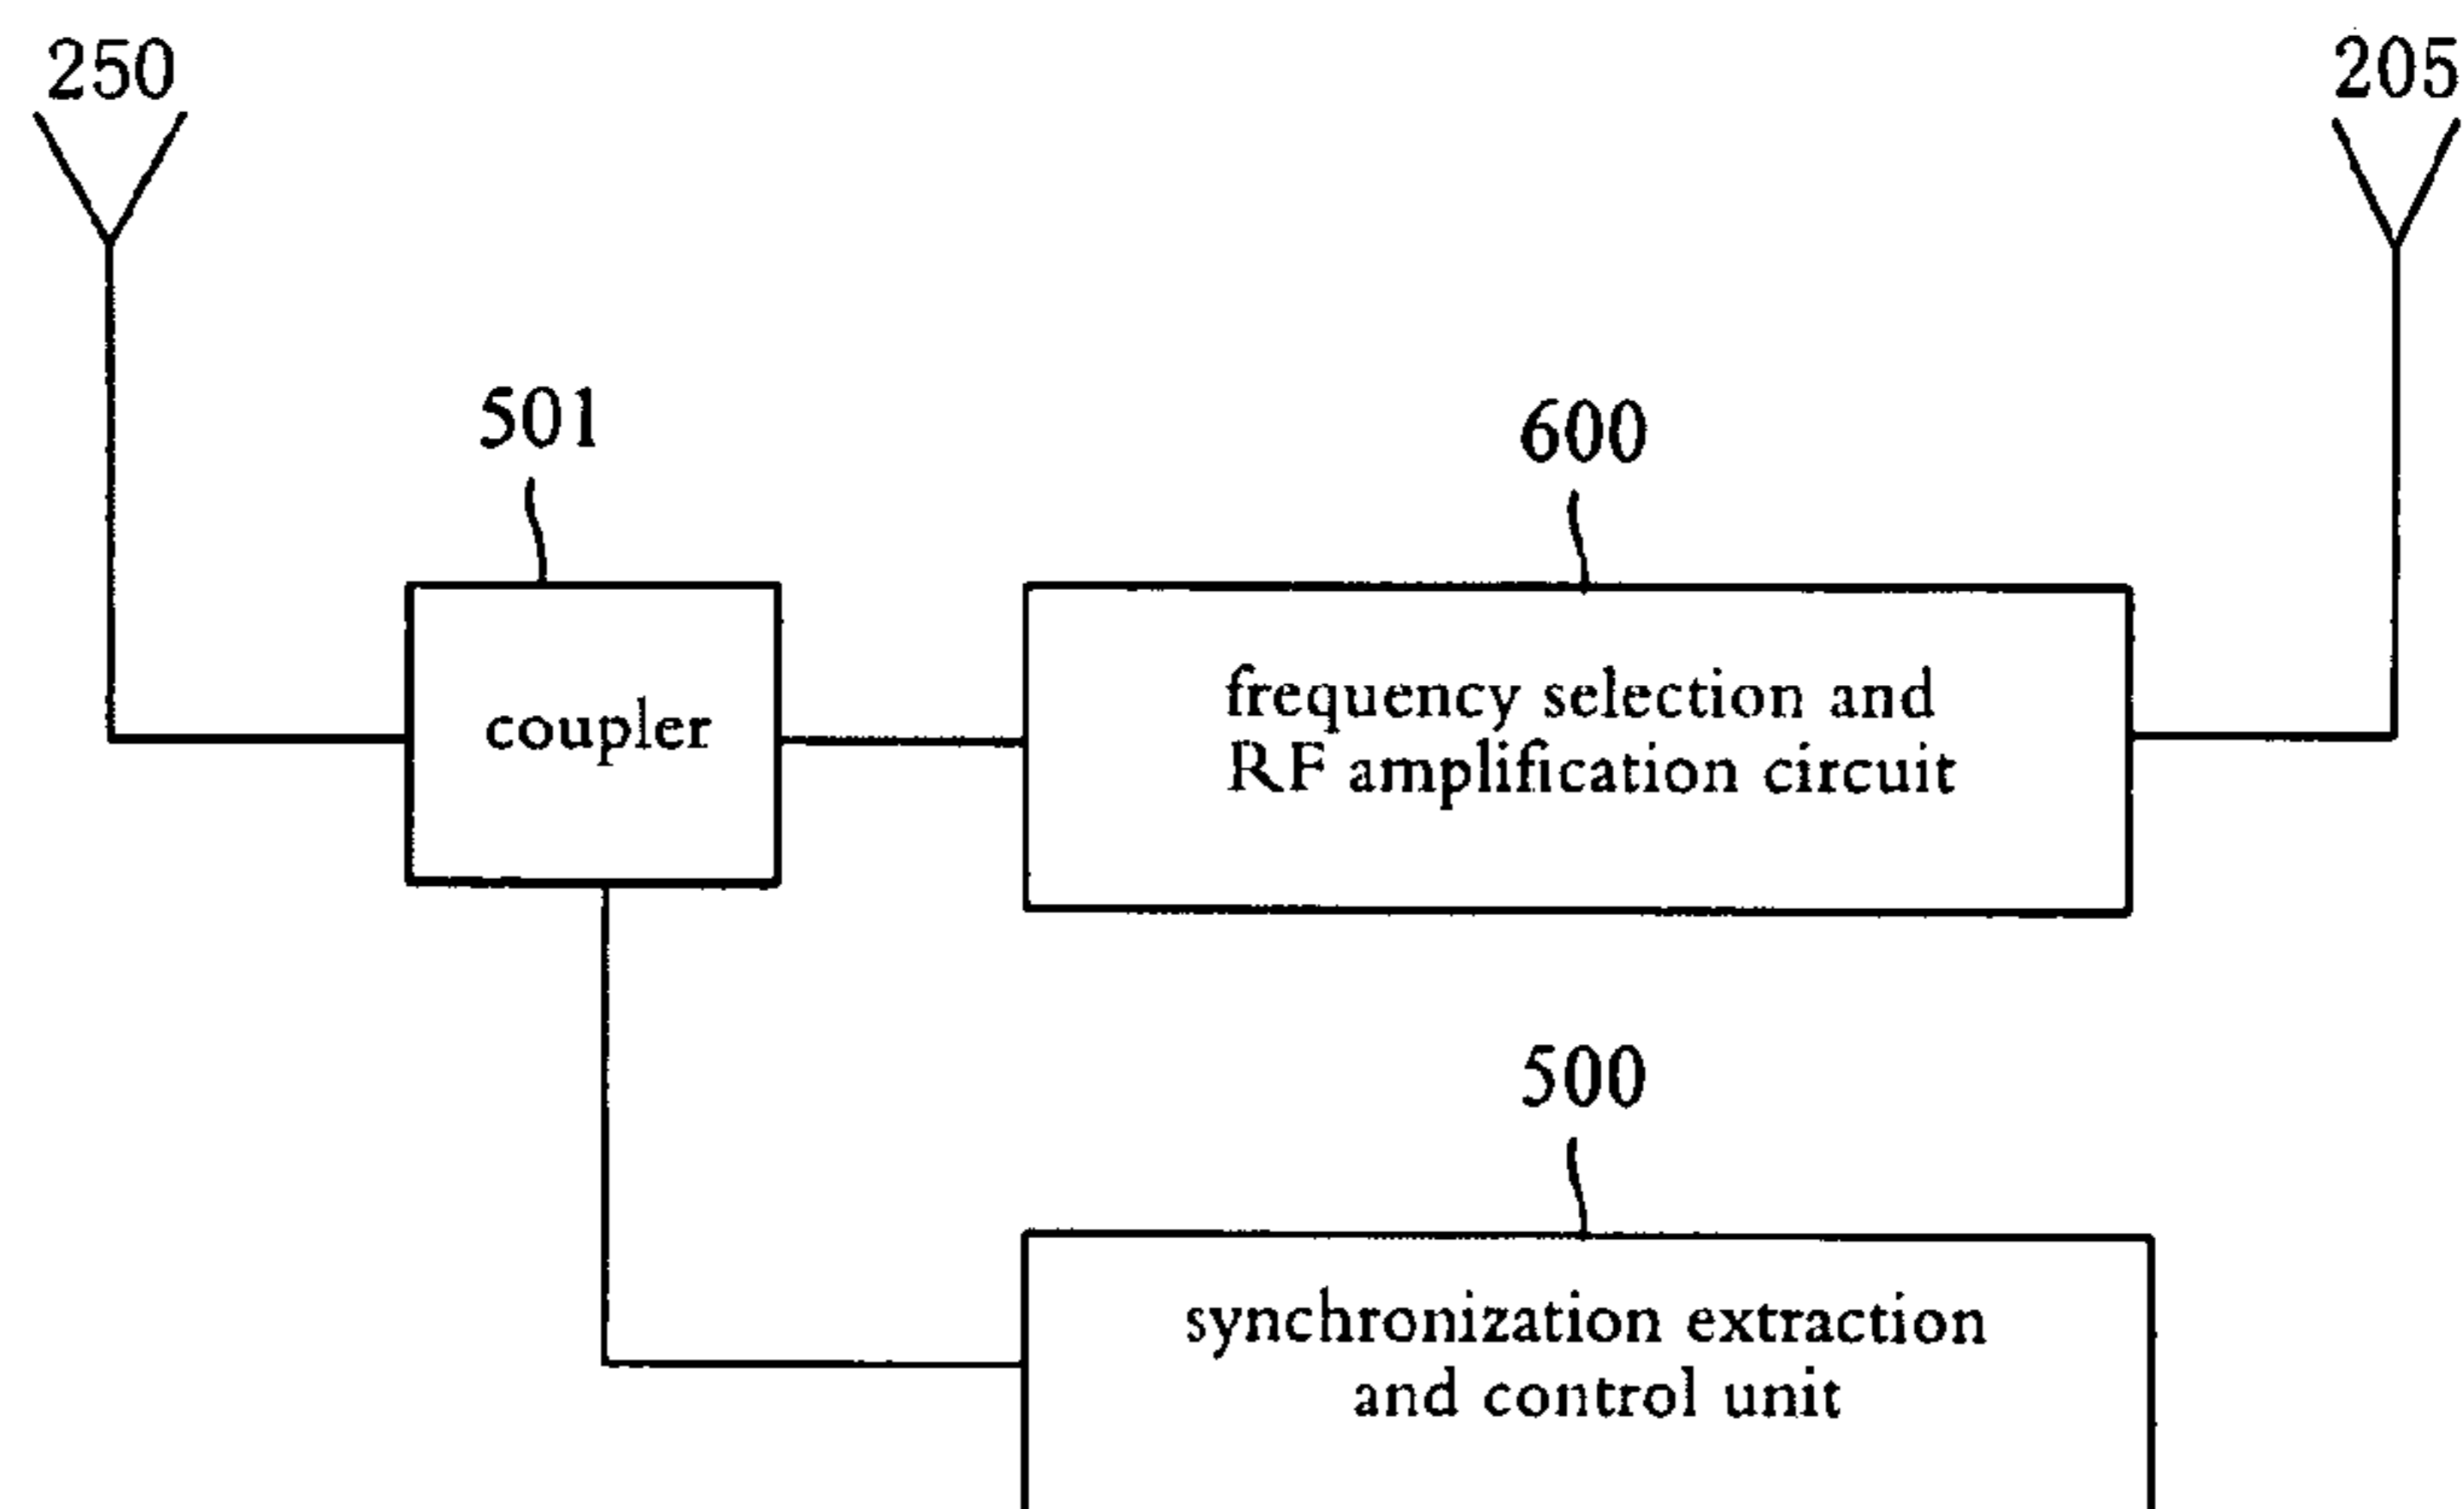 250
205
501
600
coupler
frequency selection and
RF amplification circuit
500
synchronization extraction
and control unit